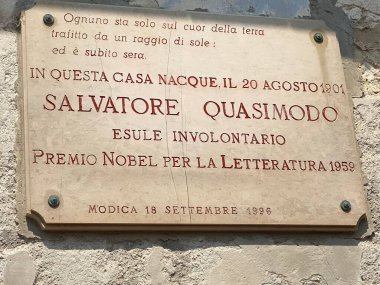 Ognuno sta solo sul cuor della terra
trafitto da un raggio di sole:
ed è subito sera.
IN QUESTA CASA NACQUE, IL 20 AGOSTO 1901
SALVATORE QUASIMODO
ESULE INVOLONTARIO
PREMIO NOBEL PER LA LETTERATURA 1959
MODICA 18 SETTEMBRE 1996